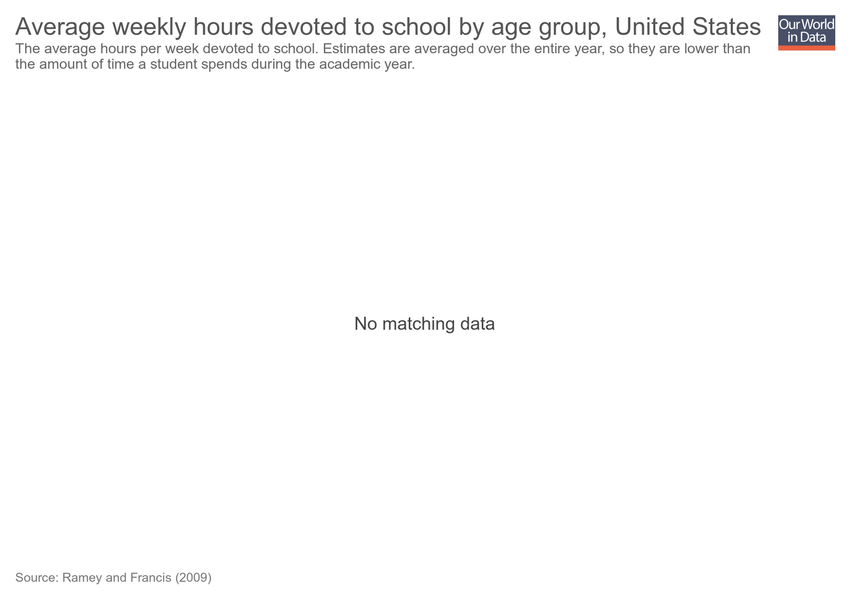 Average weekly hours devoted to school by age group, United States
Our World
in Data
The average hours per week devoted to school. Estimates are averaged over the entire year, so they are lower than
the amount of time a student spends during the academic year.
No matching data
Source: Ramey and Francis (2009)